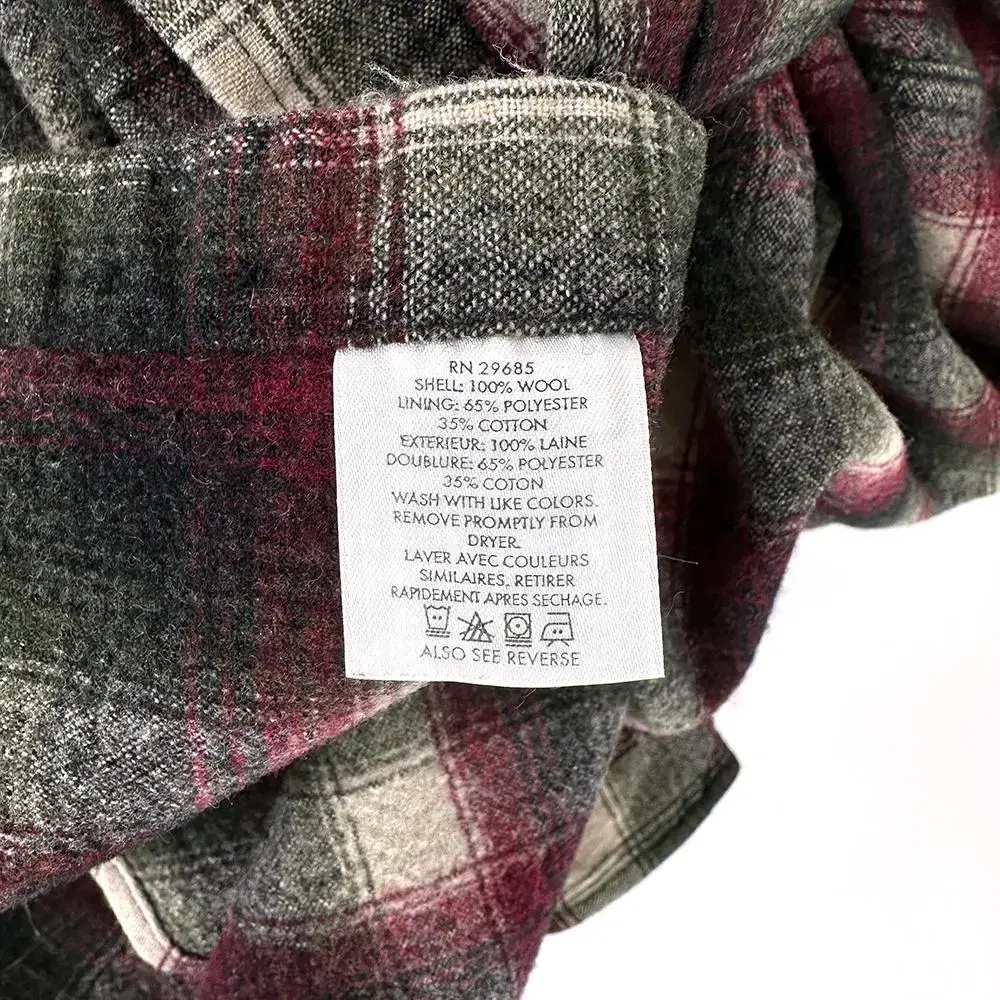 RN 29685
SHELL: 100% WOOL
LINING: 65% POLYESTER
35% COTTON
EXTERIEUR: 100% LAINE
DOUBLURE: 65% POLYESTER
35% COTON
WASH WITH LIKE COLORS.
REMOVE PROMPTLY FROM
DRYER.
LAVER AVEC COULEURS
SIMILAIRES. RETIRER
RAPIDEMENT APRES SECHAGE.
ALSO SEE REVERSE